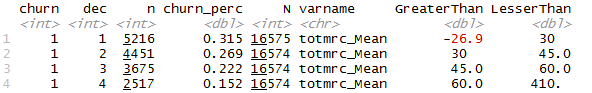 churn dec n churn_perc N varname GreaterThan LesserThan
<int> <int> <int> <dbl> <int> <chr> <dbl> <dbl>
1 1 1 5216 0.315 16575 totmrc_Mean -26.9 30
2 1 2 4451 0.269 16574 totmrc_Mean 30 45.0
3 1 3 3675 0.222 16574 totmrc_Mean 45.0 60.0
4 1 4 2517 0.152 16574 totmrc_Mean 60.0 410.